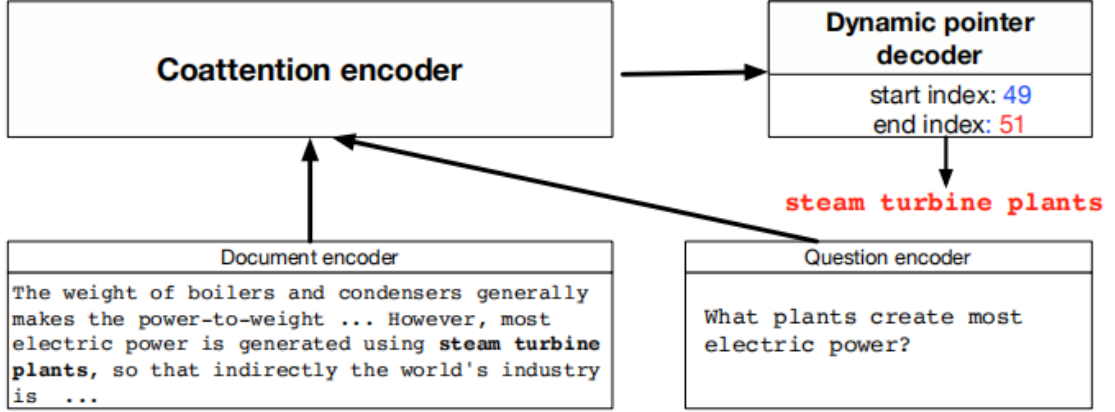 Coattention encoder
Dynamic pointer
decoder
start index: 49
end index: 51
steam turbine plants
Document encoder
The weight of boilers and condensers generally
makes the power-to-weight ... However, most
electric power is generated using steam turbine
plants, so that indirectly the world's industry
is ...
Question encoder
What plants create most
electric power?